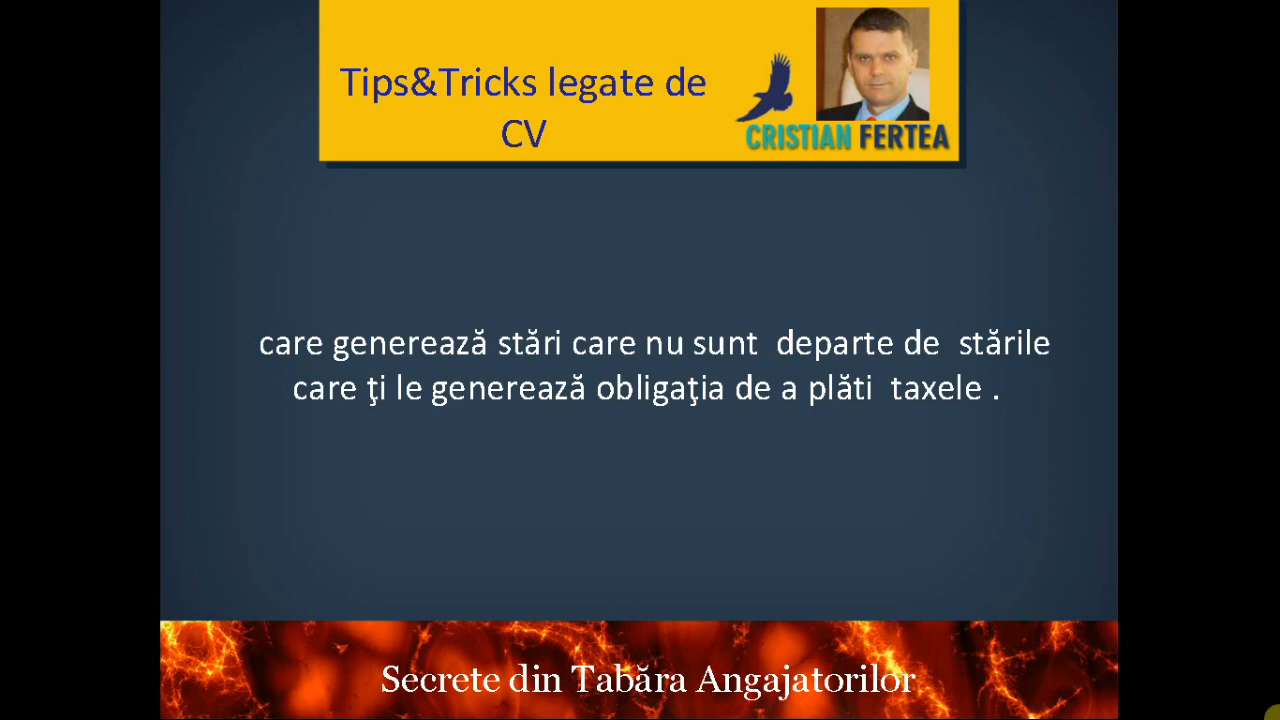 Tips&Tricks legate de
CV
CRISTIAN FERTEA
care generează stări care nu sunt  departe de  stările
care ţi le generează obligaţia de a plăti  taxele .
Secrete din Tabăra Angajatorilor